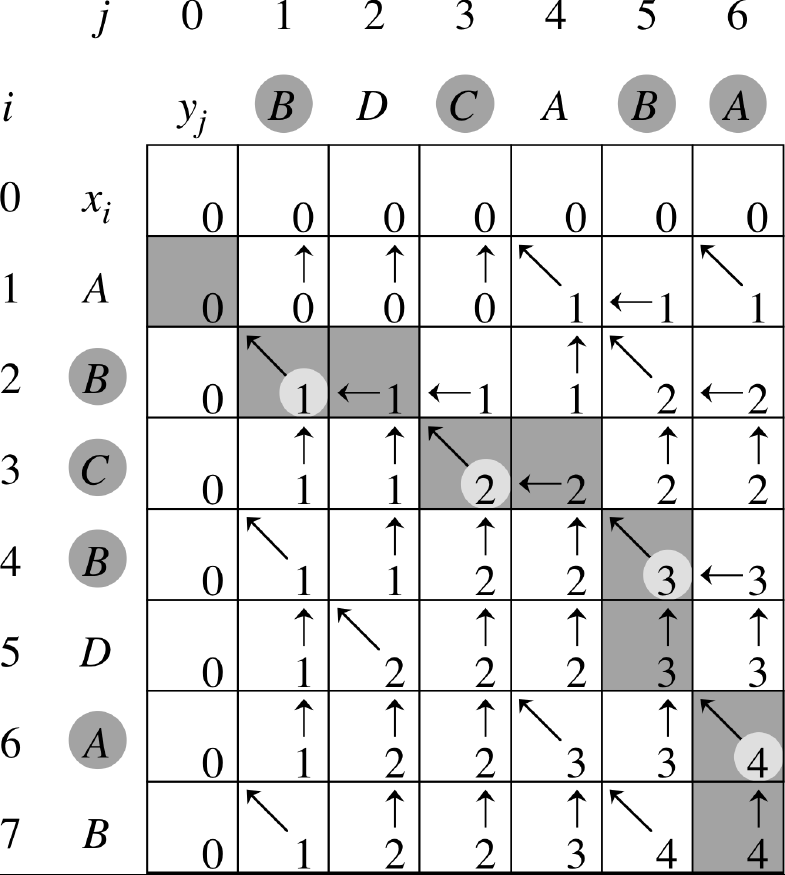 j 0 1 2 3 4 5 6
i y_j B D C A B A
0 x_i 0 0 0 0 0 0 0
1 A 0 ↑0 ↑0 ↑0 ↖1 ←1 ↖1
2 B 0 ↖1 ←1 ←1 ↑1 ↖2 ←2
3 C 0 ↑1 ↑1 ↖2 ←2 ↑2 ↑2
4 B 0 ↖1 ↑1 ↑2 ↑2 ↖3 ←3
5 D 0 ↑1 ↖2 ↑2 ↑2 ↑3 ↑3
6 A 0 ↑1 ↑2 ↑2 ↖3 ↑3 ↖4
7 B 0 ↖1 ↑2 ↑2 ↑3 ↖4 ↑4